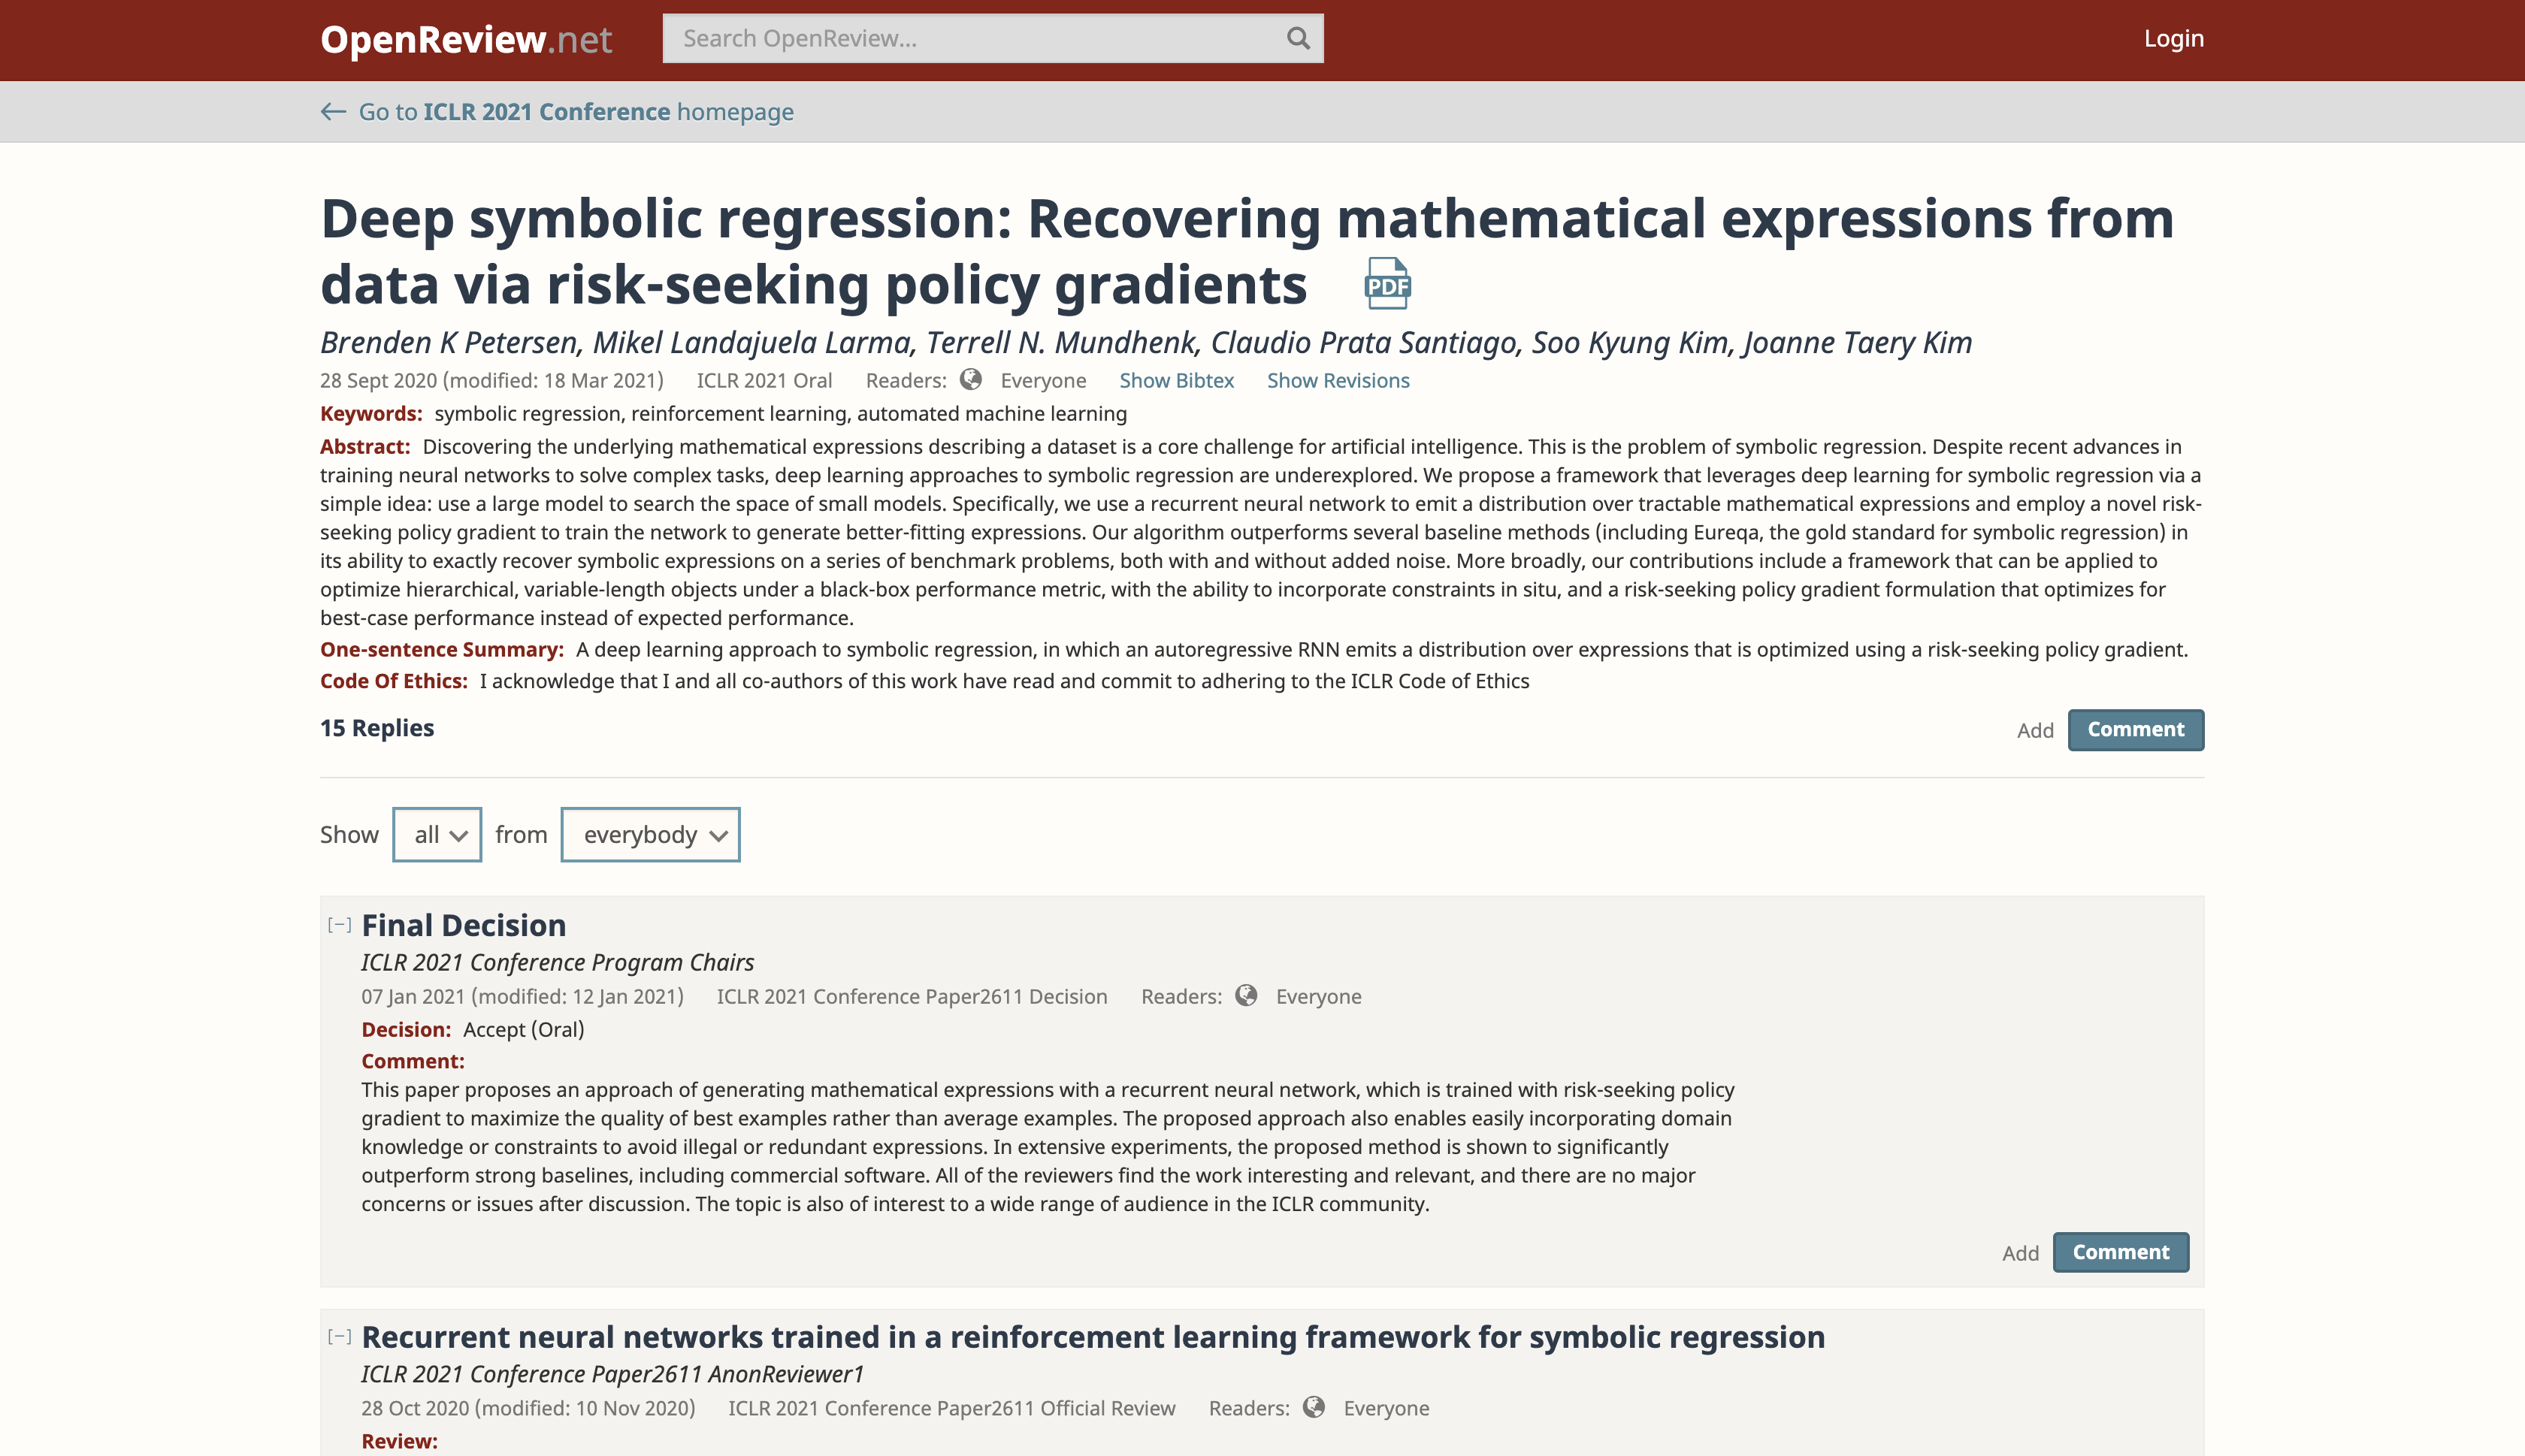 OpenReview.net
Search OpenReview...
Login
← Go to ICLR 2021 Conference homepage
Deep symbolic regression: Recovering mathematical expressions from
data via risk-seeking policy gradients
PDF
Brenden K Petersen, Mikel Landajuela Larma, Terrell N. Mundhenk, Claudio Prata Santiago, Soo Kyung Kim, Joanne Taery Kim
28 Sept 2020 (modified: 18 Mar 2021) ICLR 2021 Oral Readers: Everyone Show Bibtex Show Revisions
Keywords: symbolic regression, reinforcement learning, automated machine learning
Abstract: Discovering the underlying mathematical expressions describing a dataset is a core challenge for artificial intelligence. This is the problem of symbolic regression. Despite recent advances in
training neural networks to solve complex tasks, deep learning approaches to symbolic regression are underexplored. We propose a framework that leverages deep learning for symbolic regression via a
simple idea: use a large model to search the space of small models. Specifically, we use a recurrent neural network to emit a distribution over tractable mathematical expressions and employ a novel risk-
seeking policy gradient to train the network to generate better-fitting expressions. Our algorithm outperforms several baseline methods (including Eureqa, the gold standard for symbolic regression) in
its ability to exactly recover symbolic expressions on a series of benchmark problems, both with and without added noise. More broadly, our contributions include a framework that can be applied to
optimize hierarchical, variable-length objects under a black-box performance metric, with the ability to incorporate constraints in situ, and a risk-seeking policy gradient formulation that optimizes for
best-case performance instead of expected performance.
One-sentence Summary: A deep learning approach to symbolic regression, in which an autoregressive RNN emits a distribution over expressions that is optimized using a risk-seeking policy gradient.
Code Of Ethics: I acknowledge that I and all co-authors of this work have read and commit to adhering to the ICLR Code of Ethics
15 Replies
Add Comment
Show all from everybody
[−] Final Decision
ICLR 2021 Conference Program Chairs
07 Jan 2021 (modified: 12 Jan 2021) ICLR 2021 Conference Paper2611 Decision Readers: Everyone
Decision: Accept (Oral)
Comment:
This paper proposes an approach of generating mathematical expressions with a recurrent neural network, which is trained with risk-seeking policy
gradient to maximize the quality of best examples rather than average examples. The proposed approach also enables easily incorporating domain
knowledge or constraints to avoid illegal or redundant expressions. In extensive experiments, the proposed method is shown to significantly
outperform strong baselines, including commercial software. All of the reviewers find the work interesting and relevant, and there are no major
concerns or issues after discussion. The topic is also of interest to a wide range of audience in the ICLR community.
Add Comment
[−] Recurrent neural networks trained in a reinforcement learning framework for symbolic regression
ICLR 2021 Conference Paper2611 AnonReviewer1
28 Oct 2020 (modified: 10 Nov 2020) ICLR 2021 Conference Paper2611 Official Review Readers: Everyone
Review: